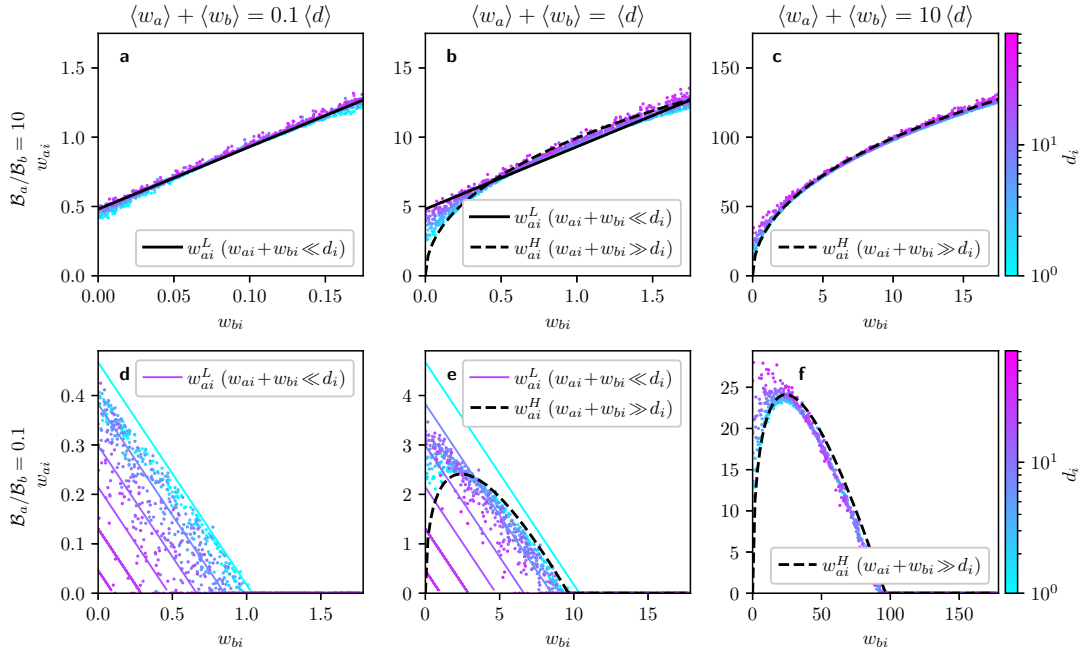 ⟨w_a⟩ + ⟨w_b⟩ = 0.1 ⟨d⟩
⟨w_a⟩ + ⟨w_b⟩ = ⟨d⟩
⟨w_a⟩ + ⟨w_b⟩ = 10 ⟨d⟩
ℬ_a/ℬ_b = 10
w_ai
a
1.5
1.0
0.5
0.0
w^L_ai (w_ai+w_bi ≪ d_i)
0.00 0.05 0.10 0.15
w_bi
b
15
10
5
0
w^L_ai (w_ai+w_bi ≪ d_i)
w^H_ai (w_ai+w_bi ≫ d_i)
0.0 0.5 1.0 1.5
w_bi
c
150
100
50
0
w^H_ai (w_ai+w_bi ≫ d_i)
0 5 10 15
w_bi
10^1
10^0
d_i
ℬ_a/ℬ_b = 0.1
w_ai
d
0.4
0.3
0.2
0.1
0.0
w^L_ai (w_ai+w_bi ≪ d_i)
0.0 0.5 1.0 1.5
w_bi
e
4
3
2
1
0
w^L_ai (w_ai+w_bi ≪ d_i)
w^H_ai (w_ai+w_bi ≫ d_i)
0 5 10 15
w_bi
f
25
20
15
10
5
0
w^H_ai (w_ai+w_bi ≫ d_i)
0 50 100 150
w_bi
10^1
10^0
d_i